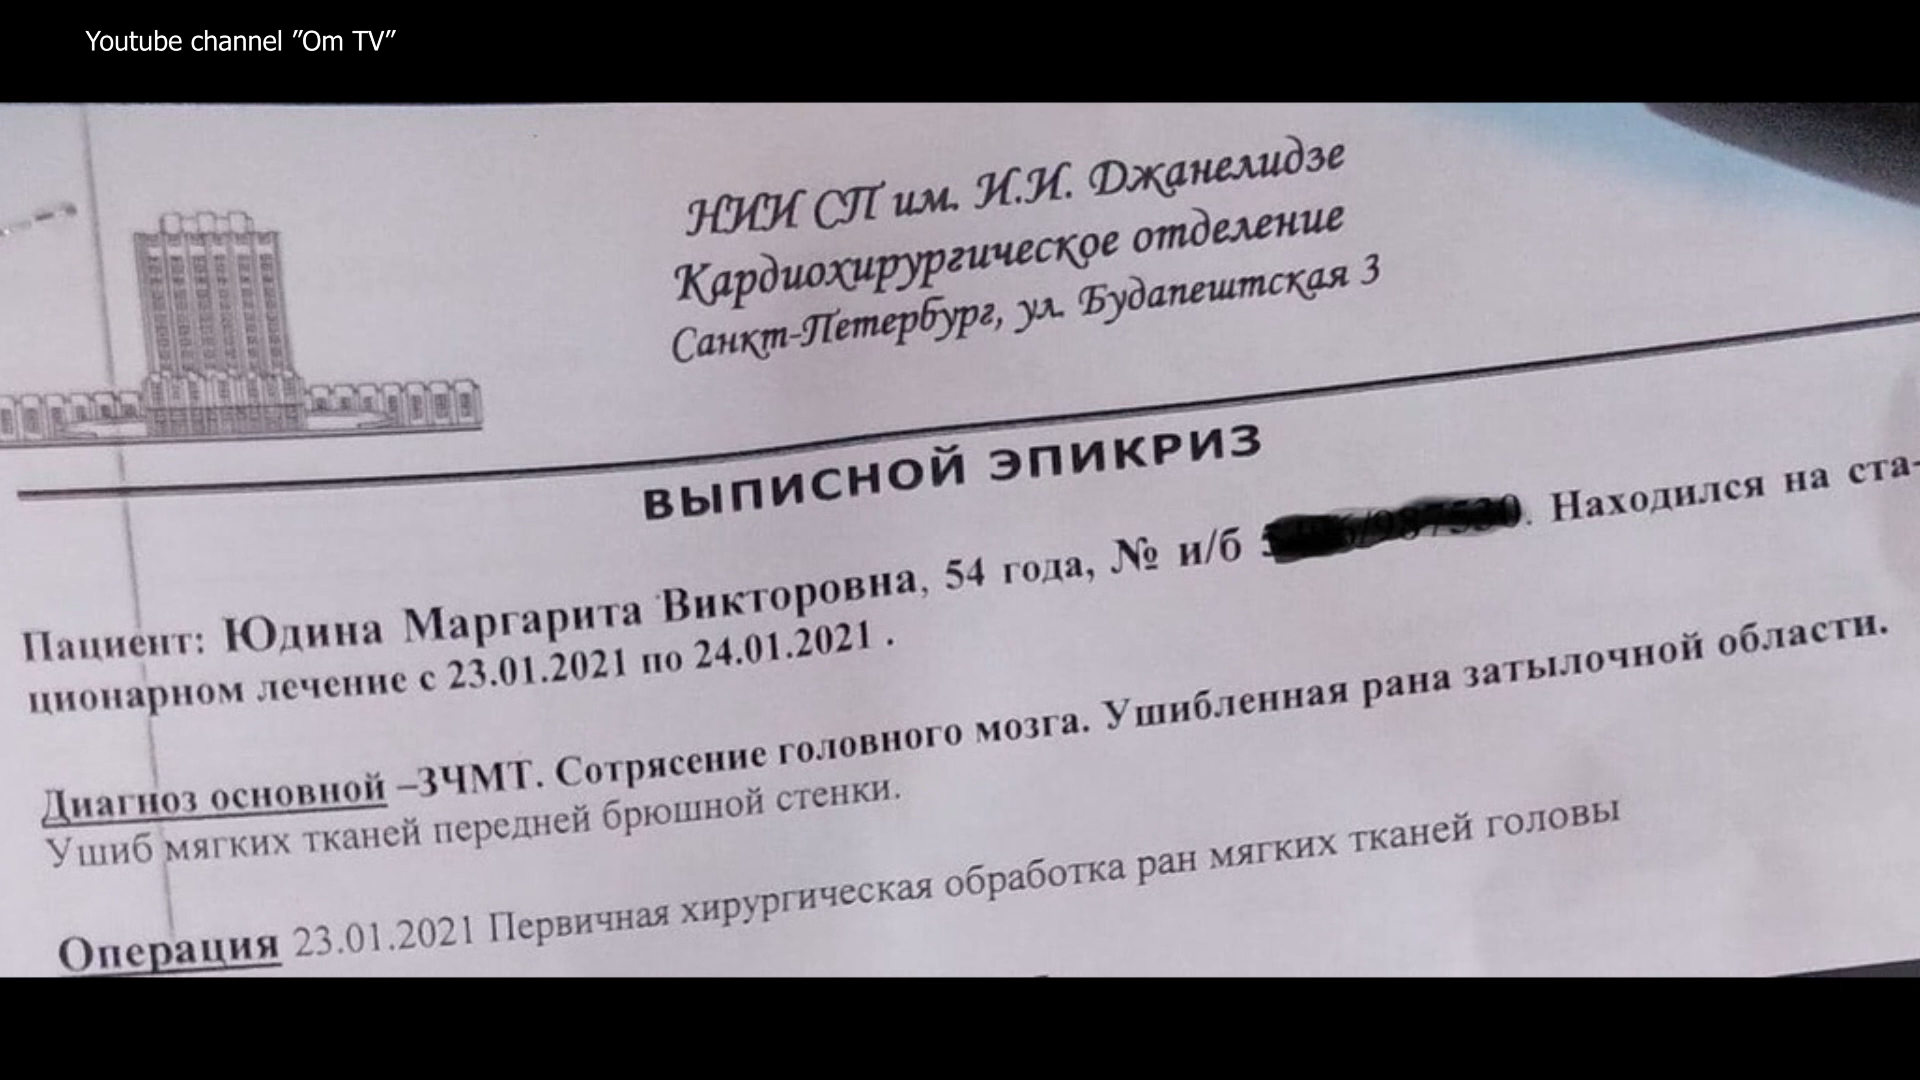 Youtube channel "Om TV"
НИИ СП им. И.И. Джанелидзе
Кардиохирургическое отделение
Санкт-Петербург, ул. Будапештская 3
ВЫПИСНОЙ ЭПИКРИЗ
Пациент: Юдина Маргарита Викторовна, 54 года, № и/б . Находился на ста-
ционарном лечение с 23.01.2021 по 24.01.2021 .
Диагноз основной –ЗЧМТ. Сотрясение головного мозга. Ушибленная рана затылочной области.
Ушиб мягких тканей передней брюшной стенки.
Операция 23.01.2021 Первичная хирургическая обработка ран мягких тканей головы